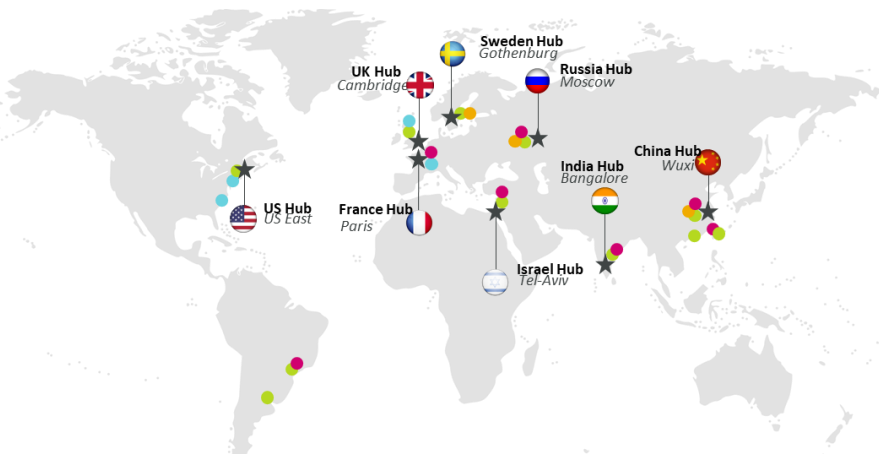 Sweden Hub
Gothenburg
UK Hub
Cambridge
Russia Hub
Moscow
China Hub
Wuxi
India Hub
Bangalore
US Hub
US East
France Hub
Paris
Israel Hub
Tel-Aviv